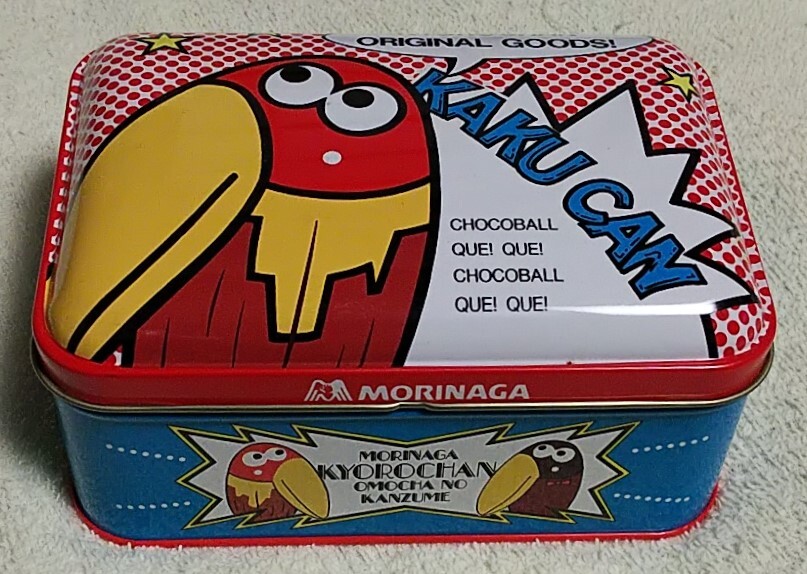 ORIGINAL GOODS!
KAKU CAN
CHOCOBALL
QUE! QUE!
CHOCOBALL
QUE! QUE!
MORINAGA
MORINAGA
KYOROCHAN
OMOCHA NO
KANZUME